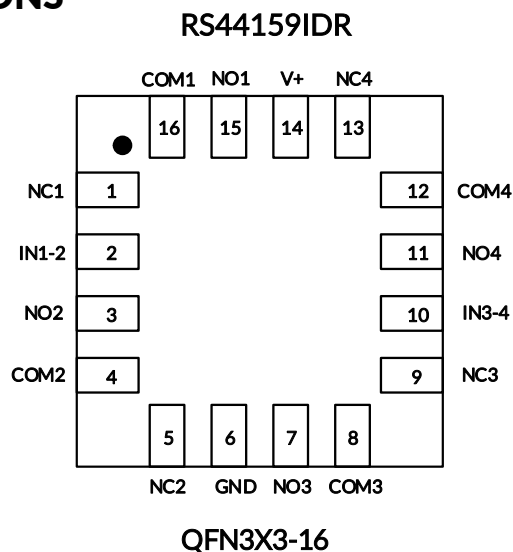 RS44159IDR
COM1 NO1 V+ NC4
16 15 14 13
NC1 1 12 COM4
IN1-2 2 11 NO4
NO2 3 10 IN3-4
COM2 4 9 NC3
5 6 7 8
NC2 GND NO3 COM3
QFN3X3-16